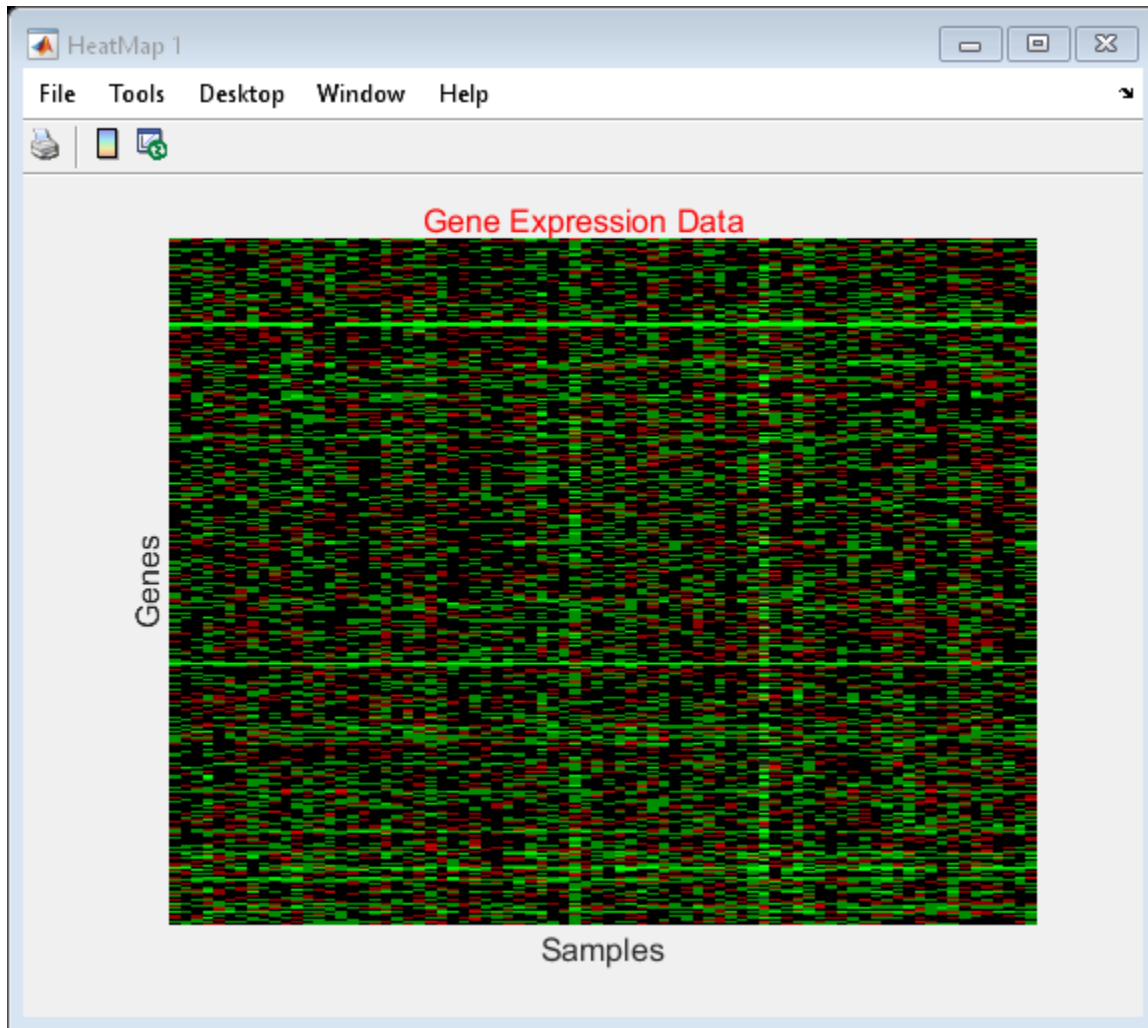 HeatMap 1
File Tools Desktop Window Help
Gene Expression Data
Genes
Samples